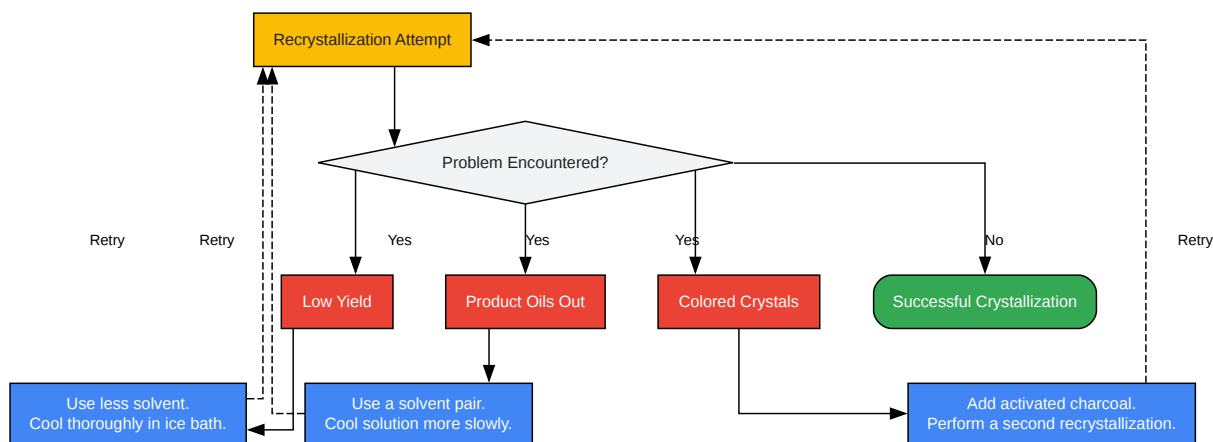 Recrystallization Attempt
Problem Encountered?
Retry
Retry
Yes
Yes
Yes
No
Retry
Low Yield
Product Oils Out
Colored Crystals
Successful Crystallization
Use less solvent.
Cool thoroughly in ice bath.
Use a solvent pair.
Cool solution more slowly.
Add activated charcoal.
Perform a second recrystallization.